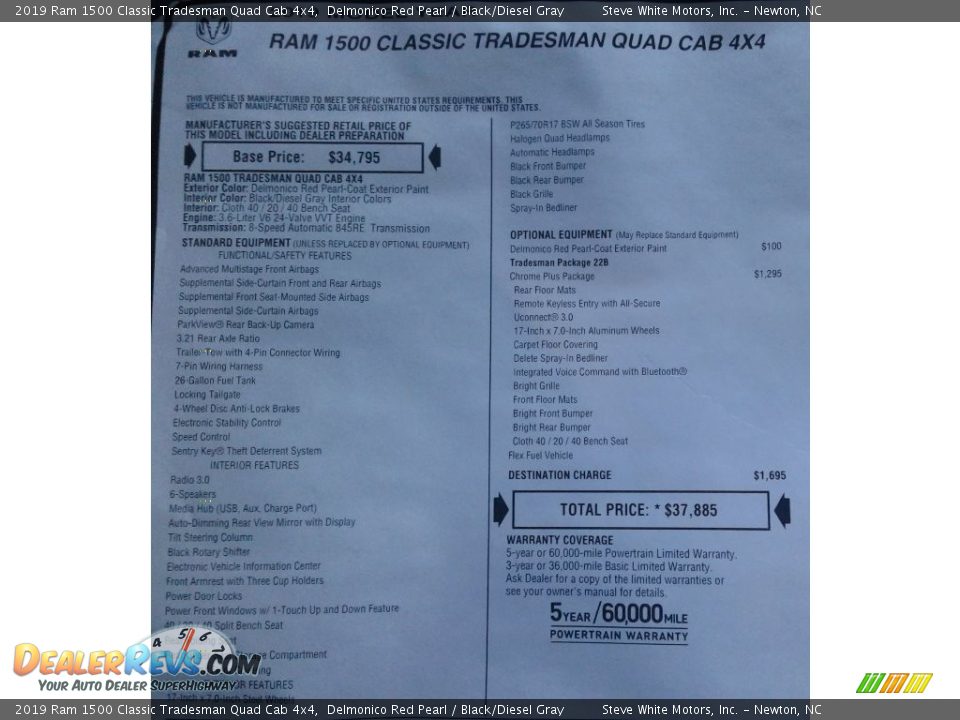 2019 Ram 1500 Classic Tradesman Quad Cab 4x4, Delmonico Red Pearl / Black/Diesel Gray Steve White Motors, Inc. - Newton, NC
RAM
RAM 1500 CLASSIC TRADESMAN QUAD CAB 4X4
THIS VEHICLE IS MANUFACTURED TO MEET SPECIFIC UNITED STATES REQUIREMENTS. THIS
VEHICLE IS NOT MANUFACTURED FOR SALE OR REGISTRATION OUTSIDE OF THE UNITED STATES.
MANUFACTURER'S SUGGESTED RETAIL PRICE OF
THIS MODEL INCLUDING DEALER PREPARATION
Base Price: $34,795
RAM 1500 TRADESMAN QUAD CAB 4X4
Exterior Color: Delmonico Red Pearl-Coat Exterior Paint
Interior Color: Black/Diesel Gray Interior Colors
Interior: Cloth 40 / 20 / 40 Bench Seat
Engine: 3.6-Liter V6 24-Valve VVT Engine
Transmission: 8-Speed Automatic 845RE Transmission
STANDARD EQUIPMENT (UNLESS REPLACED BY OPTIONAL EQUIPMENT)
FUNCTIONAL/SAFETY FEATURES
Advanced Multistage Front Airbags
Supplemental Side-Curtain Front and Rear Airbags
Supplemental Front Seat-Mounted Side Airbags
Supplemental Side-Curtain Airbags
ParkView® Rear Back-Up Camera
3.21 Rear Axle Ratio
Trailer Tow with 4-Pin Connector Wiring
7-Pin Wiring Harness
26-Gallon Fuel Tank
Locking Tailgate
4-Wheel Disc Anti-Lock Brakes
Electronic Stability Control
Speed Control
Sentry Key® Theft Deterrent System
INTERIOR FEATURES
Radio 3.0
6-Speakers
Media Hub (USB, Aux, Charge Port)
Auto-Dimming Rear View Mirror with Display
Tilt Steering Column
Black Rotary Shifter
Electronic Vehicle Information Center
Front Armrest with Three Cup Holders
Power Door Locks
Power Front Windows w/ 1-Touch Up and Down Feature
40 / 20 / 40 Split Bench Seat
Storage Compartment
FEATURES
17-Inch x 7.0-Inch Steel Wheels
P265/70R17 BSW All Season Tires
Halogen Quad Headlamps
Automatic Headlamps
Black Front Bumper
Black Rear Bumper
Black Grille
Spray-In Bedliner
OPTIONAL EQUIPMENT (May Replace Standard Equipment)
Delmonico Red Pearl-Coat Exterior Paint $100
Tradesman Package 22B
Chrome Plus Package $1,295
Rear Floor Mats
Remote Keyless Entry with All-Secure
Uconnect® 3.0
17-Inch x 7.0-Inch Aluminum Wheels
Carpet Floor Covering
Delete Spray-In Bedliner
Integrated Voice Command with Bluetooth®
Bright Grille
Front Floor Mats
Bright Front Bumper
Bright Rear Bumper
Cloth 40 / 20 / 40 Bench Seat
Flex Fuel Vehicle
DESTINATION CHARGE $1,695
TOTAL PRICE: * $37,885
WARRANTY COVERAGE
5-year or 60,000-mile Powertrain Limited Warranty.
3-year or 36,000-mile Basic Limited Warranty.
Ask Dealer for a copy of the limited warranties or
see your owner's manual for details.
5YEAR/60,000MILE
POWERTRAIN WARRANTY
4 5 6 7
DEALERREVS.COM
YOUR AUTO DEALER SUPERHIGHWAY
2019 Ram 1500 Classic Tradesman Quad Cab 4x4, Delmonico Red Pearl / Black/Diesel Gray Steve White Motors, Inc. - Newton, NC